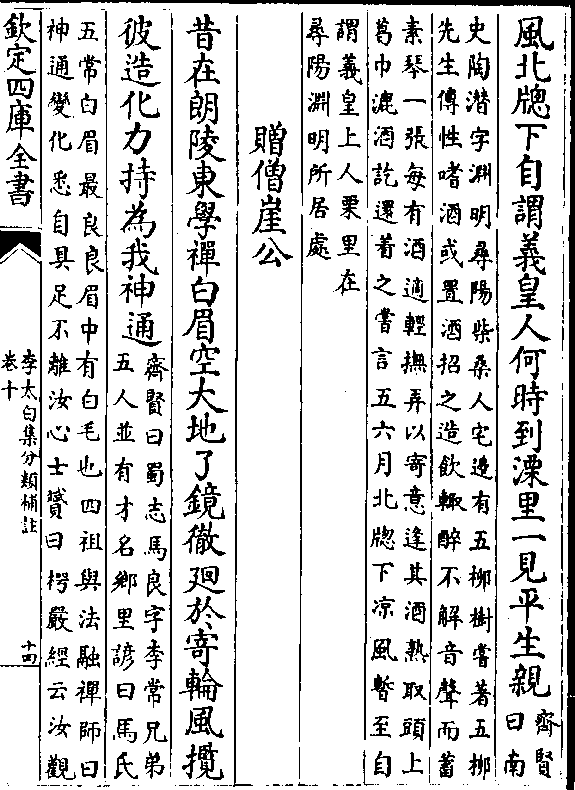 風北牕下自謂羲皇人何時到溧里一見平生親齊賢曰南
史陶潛字淵明尋陽柴桑人宅邉有五柳樹嘗著五柳
先生傳性嗜酒或置酒招之造飲輙醉不解音聲而蓄
素琴一張每有酒適輕撫弄以寄意逢其酒熟取頭上
葛巾漉酒訖還着之嘗言五六月北牕下凉風暫至自
謂羲皇上人栗里在
尋陽淵明所居處
贈僧崖公
昔在朗陵東學禪白眉空大地了鏡徹廻於寄輪風攬
彼造化力持為我神通齊賢曰蜀志馬良字李常兄弟
五人並有才名鄉里諺曰馬氏
五常白眉最良良眉中有白毛也四祖與法融禪師曰
神通變化悉自具足不離汝心士贇曰楞嚴經云汝觀
欽定四庫全書
李太白集分類補註
卷十
十四